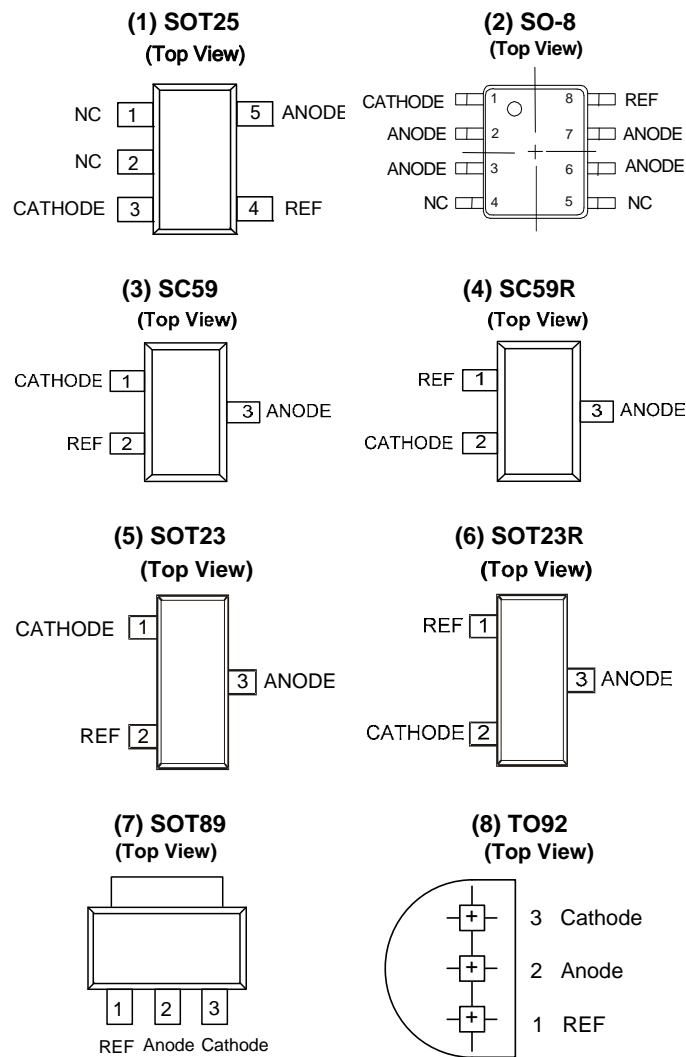 (1) SOT25
(Top View)
NC 1
5 ANODE
NC 2
CATHODE 3
4 REF
(2) SO-8
(Top View)
CATHODE 1
8 REF
ANODE 2
7 ANODE
ANODE 3
6 ANODE
NC 4
5 NC
(3) SC59
(Top View)
CATHODE 1
3 ANODE
REF 2
(4) SC59R
(Top View)
REF 1
3 ANODE
CATHODE 2
(5) SOT23
(Top View)
CATHODE 1
3 ANODE
REF 2
(6) SOT23R
(Top View)
REF 1
3 ANODE
CATHODE 2
(7) SOT89
(Top View)
1 2 3
REF Anode Cathode
(8) TO92
(Top View)
3 Cathode
2 Anode
1 REF